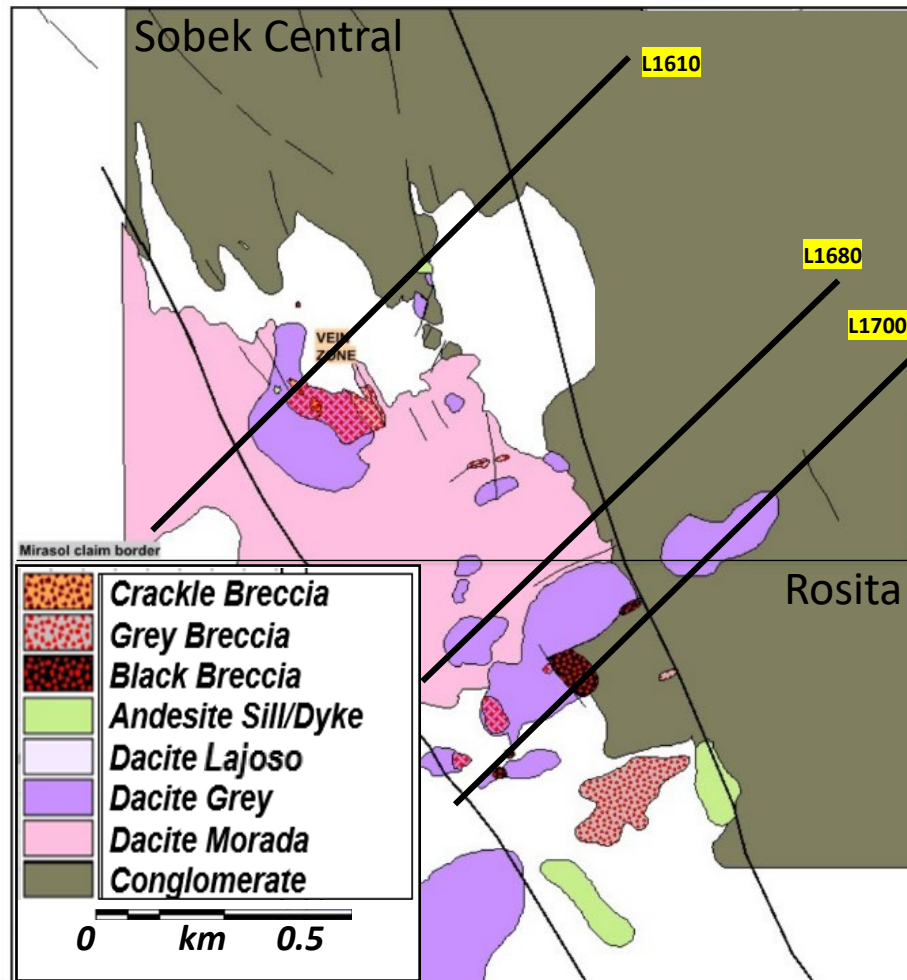 Sobek Central
L1610
L1680
L1700
VEIN
ZONE
Mirasol claim border
Rosita
Crackle Breccia
Grey Breccia
Black Breccia
Andesite Sill/Dyke
Dacite Lajoso
Dacite Grey
Dacite Morada
Conglomerate
0 km 0.5